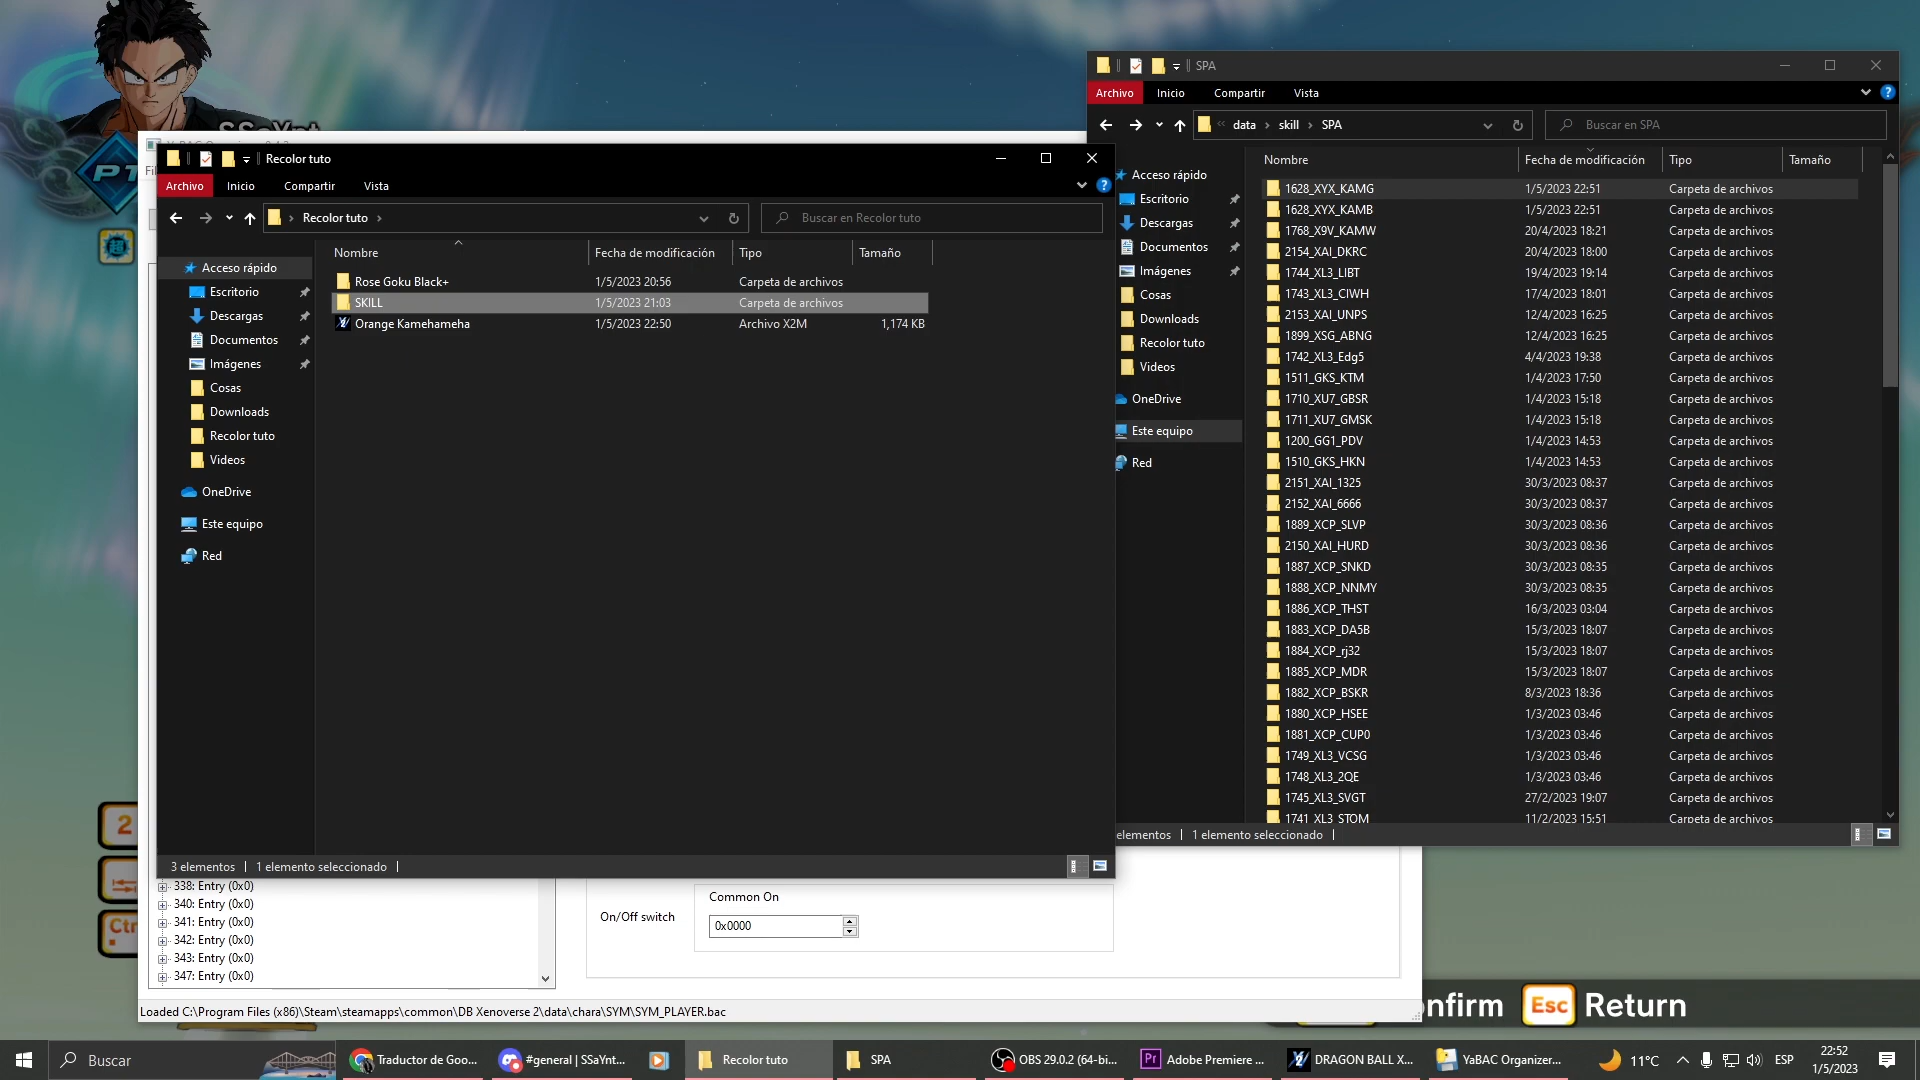 SSaYnt
SPA
Archivo Inicio Compartir Vista
data > skill > SPA
Buscar en SPA
Nombre Fecha de modificación Tipo Tamaño
Acceso rápido
Escritorio
Descargas
Documentos
Imágenes
Cosas
Downloads
Recolor tuto
Videos
OneDrive
Este equipo
Red
1628_XYX_KAMG 1/5/2023 22:51 Carpeta de archivos
1628_XYX_KAMB 1/5/2023 22:51 Carpeta de archivos
1768_X9V_KAMW 20/4/2023 18:21 Carpeta de archivos
2154_XAI_DKRC 20/4/2023 18:00 Carpeta de archivos
1744_XL3_LIBT 19/4/2023 19:14 Carpeta de archivos
1743_XL3_CIWH 17/4/2023 18:01 Carpeta de archivos
2153_XAI_UNPS 12/4/2023 16:25 Carpeta de archivos
1899_XSG_ABNG 12/4/2023 16:25 Carpeta de archivos
1742_XL3_Edg5 4/4/2023 19:38 Carpeta de archivos
1511_GKS_KTM 1/4/2023 17:50 Carpeta de archivos
1710_XU7_GBSR 1/4/2023 15:18 Carpeta de archivos
1711_XU7_GMSK 1/4/2023 15:18 Carpeta de archivos
1200_GG1_PDV 1/4/2023 14:53 Carpeta de archivos
1510_GKS_HKN 1/4/2023 14:53 Carpeta de archivos
2151_XAI_1325 30/3/2023 08:37 Carpeta de archivos
2152_XAI_6666 30/3/2023 08:37 Carpeta de archivos
1889_XCP_SLVP 30/3/2023 08:36 Carpeta de archivos
2150_XAI_HURD 30/3/2023 08:36 Carpeta de archivos
1887_XCP_SNKD 30/3/2023 08:35 Carpeta de archivos
1888_XCP_NNMY 30/3/2023 08:35 Carpeta de archivos
1886_XCP_THST 16/3/2023 03:04 Carpeta de archivos
1883_XCP_DA5B 15/3/2023 18:07 Carpeta de archivos
1884_XCP_rj32 15/3/2023 18:07 Carpeta de archivos
1885_XCP_MDR 15/3/2023 18:07 Carpeta de archivos
1882_XCP_BSKR 8/3/2023 18:36 Carpeta de archivos
1880_XCP_HSEE 1/3/2023 03:46 Carpeta de archivos
1881_XCP_CUP0 1/3/2023 03:46 Carpeta de archivos
1749_XL3_VCSG 1/3/2023 03:46 Carpeta de archivos
1748_XL3_2QE 1/3/2023 03:46 Carpeta de archivos
1745_XL3_SVGT 27/2/2023 19:07 Carpeta de archivos
1741_XL3_STOM 11/2/2023 15:51 Carpeta de archivos
elementos 1 elemento seleccionado
PT
超
Recolor tuto
Archivo Inicio Compartir Vista
Recolor tuto >
Buscar en Recolor tuto
Nombre Fecha de modificación Tipo Tamaño
Acceso rápido
Escritorio
Descargas
Documentos
Imágenes
Cosas
Downloads
Recolor tuto
Videos
OneDrive
Este equipo
Red
Rose Goku Black+ 1/5/2023 20:56 Carpeta de archivos
SKILL 1/5/2023 21:03 Carpeta de archivos
Orange Kamehameha 1/5/2023 22:50 Archivo X2M 1,174 KB
3 elementos 1 elemento seleccionado
2
Ctr
338: Entry (0x0)
340: Entry (0x0)
341: Entry (0x0)
342: Entry (0x0)
343: Entry (0x0)
347: Entry (0x0)
Common On
On/Off switch
0x0000
Loaded C:\Program Files (x86)\Steam\steamapps\common\DB Xenoverse 2\data\chara\SYM\SYM_PLAYER.bac
nfirm Esc Return
Buscar
Traductor de Goo...
#general | SSaYnt...
Recolor tuto
SPA
OBS 29.0.2 (64-bi...
Pr Adobe Premiere ...
DRAGON BALL X...
YaBAC Organizer...
11°C
ESP
22:52
1/5/2023